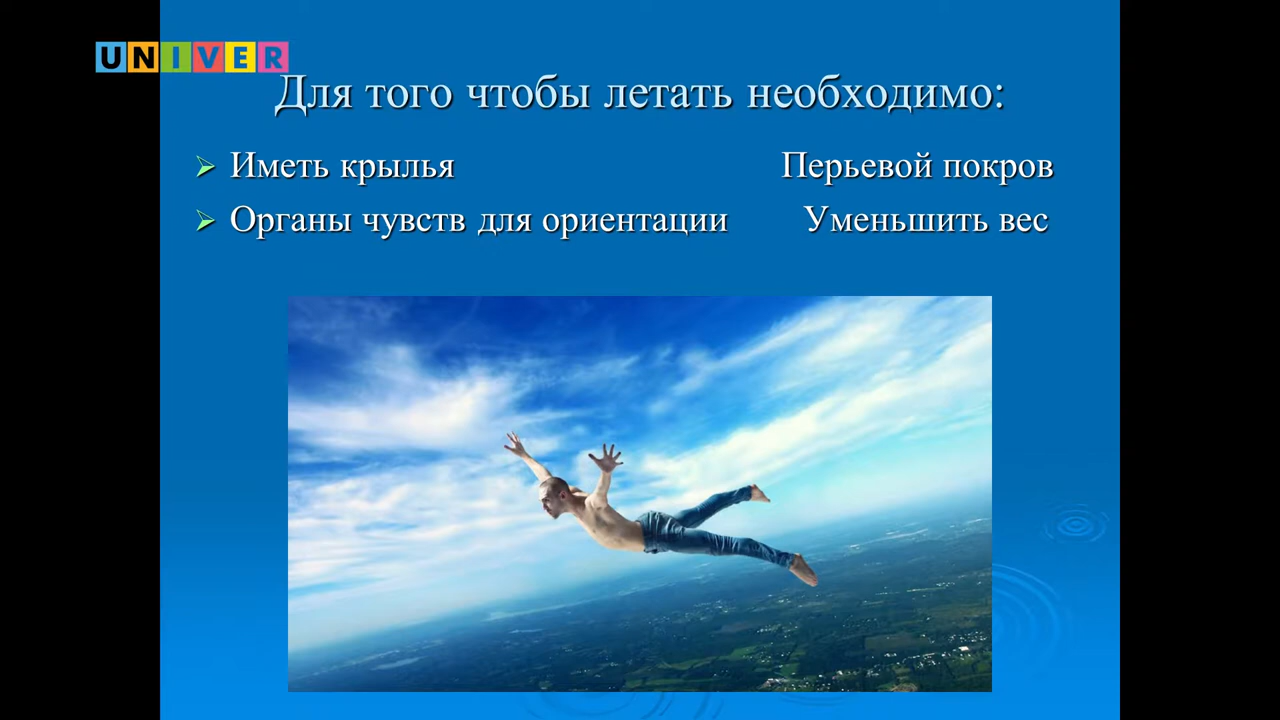 UNIVER
Для того чтобы летать необходимо:
Иметь крылья Перьевой покров
Органы чувств для ориентации Уменьшить вес